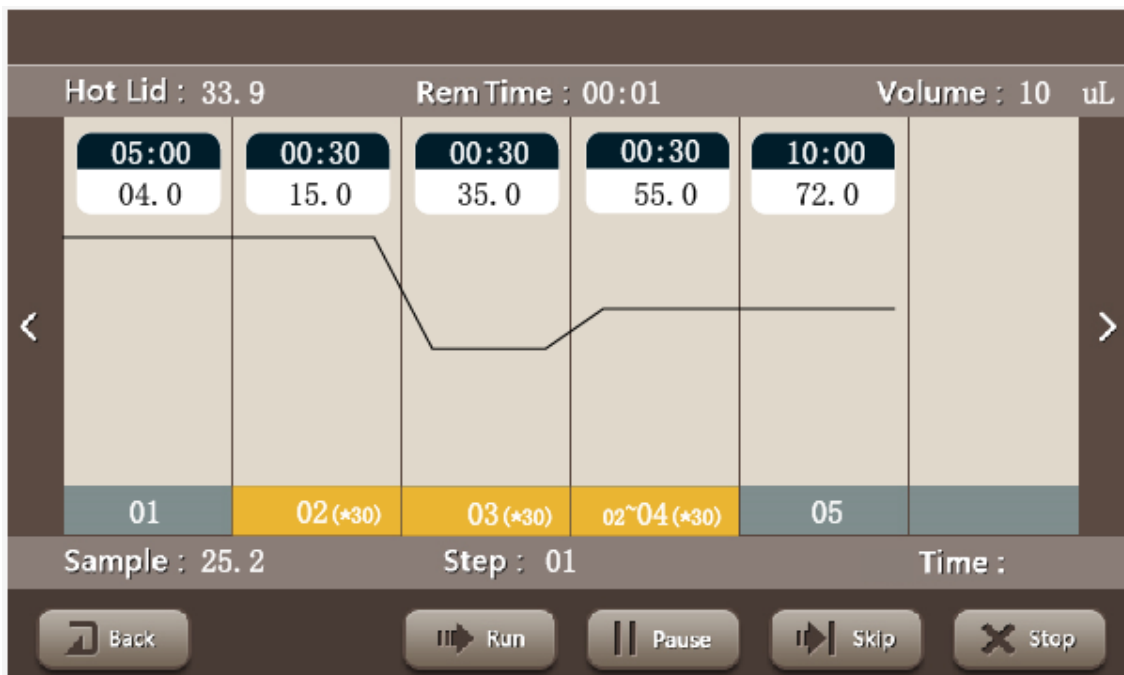 Hot Lid : 33.9 Rem Time : 00:01 Volume : 10 uL
05:00 00:30 00:30 00:30 10:00
04.0 15.0 35.0 55.0 72.0
01 02(*30) 03(*30) 02~04(*30) 05
Sample : 25.2 Step : 01 Time :
Back Run Pause Skip Stop